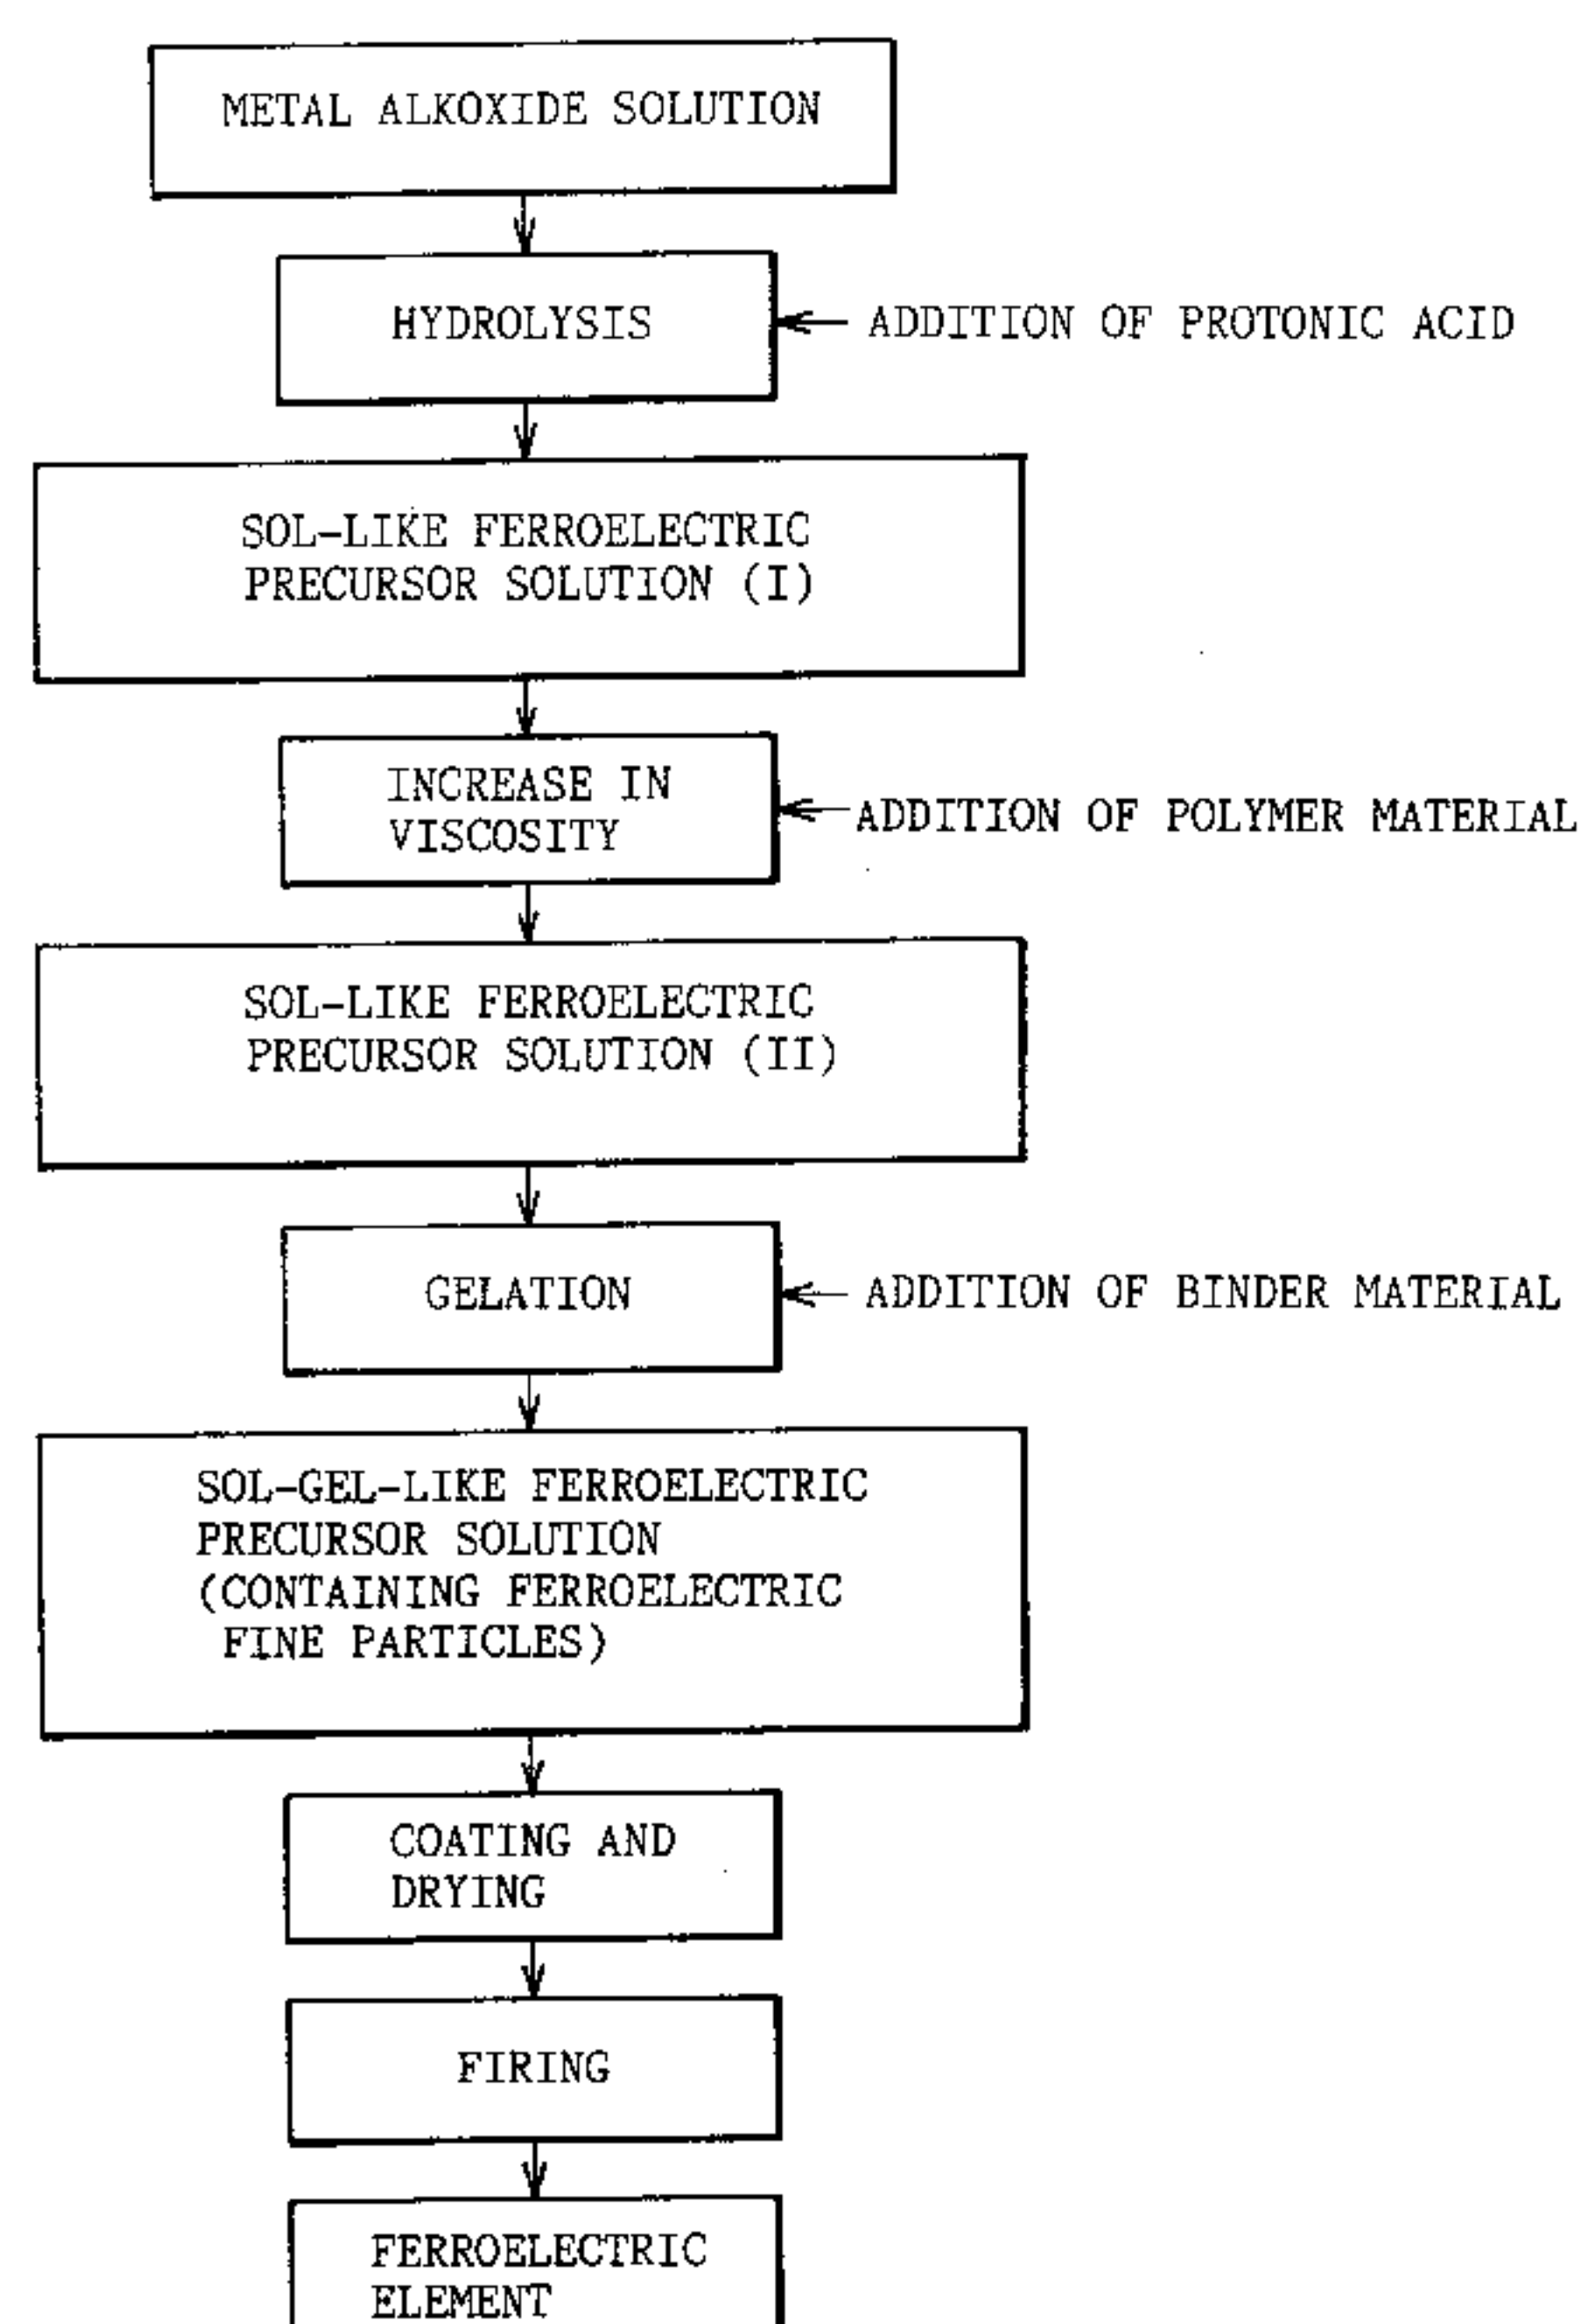 METAL ALKOXIDE SOLUTION
HYDROLYSIS
ADDITION OF PROTONIC ACID
SOL-LIKE FERROELECTRIC
PRECURSOR SOLUTION (I)
INCREASE IN
VISCOSITY
ADDITION OF POLYMER MATERIAL
SOL-LIKE FERROELECTRIC
PRECURSOR SOLUTION (II)
GELATION
ADDITION OF BINDER MATERIAL
SOL-GEL-LIKE FERROELECTRIC
PRECURSOR SOLUTION
(CONTAINING FERROELECTRIC
FINE PARTICLES)
COATING AND
DRYING
FIRING
FERROELECTRIC
ELEMENT